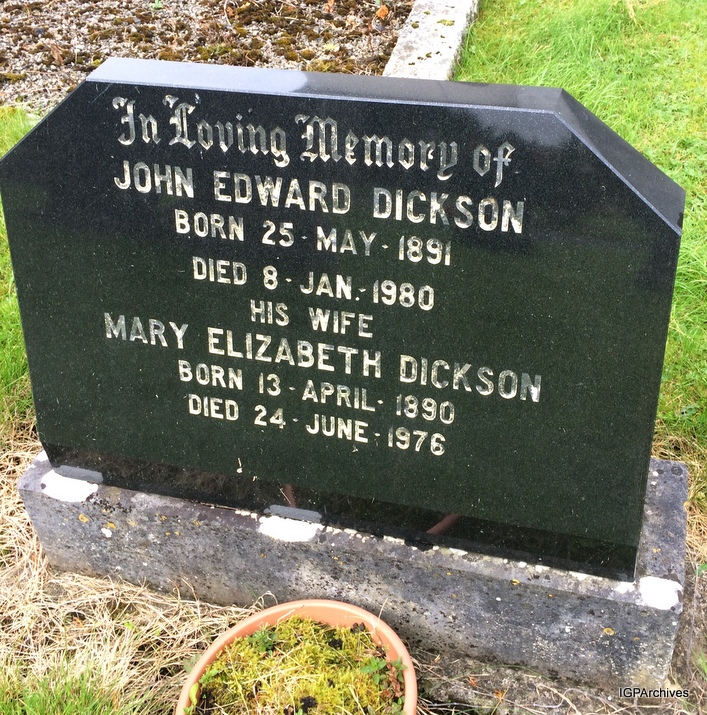 In Loving Memory of
JOHN EDWARD DICKSON
BORN 25 · MAY · 1891
DIED 8 · JAN. · 1980
HIS WIFE
MARY ELIZABETH DICKSON
BORN 13 · APRIL · 1890
DIED 24 · JUNE · 1976
IGPArchives